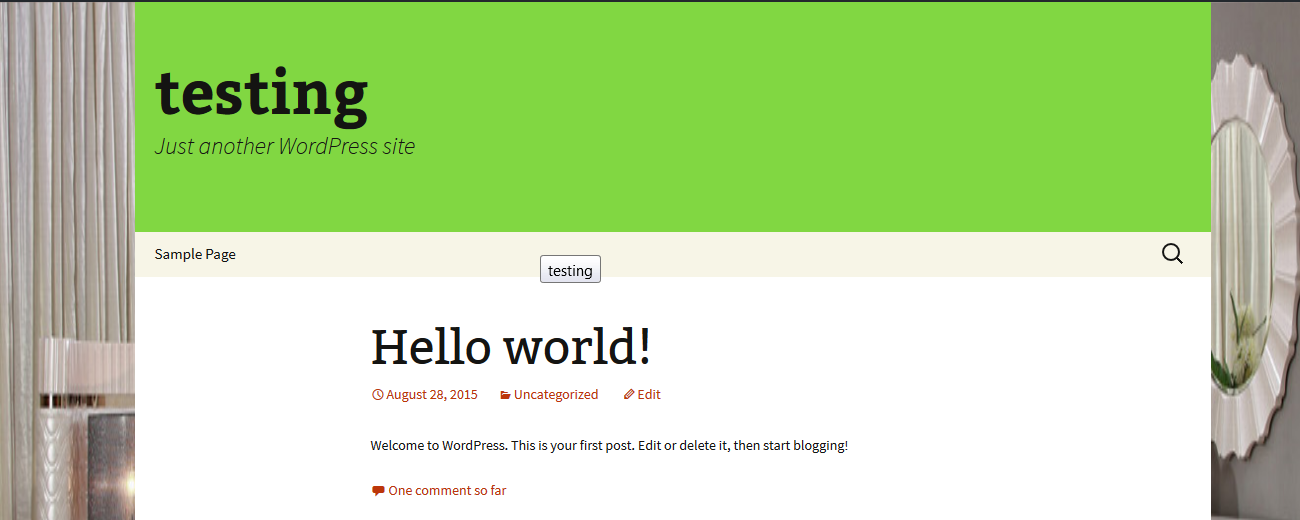 testing
Just another WordPress site
Sample Page
testing
Hello world!
August 28, 2015 Uncategorized Edit
Welcome to WordPress. This is your first post. Edit or delete it, then start blogging!
One comment so far